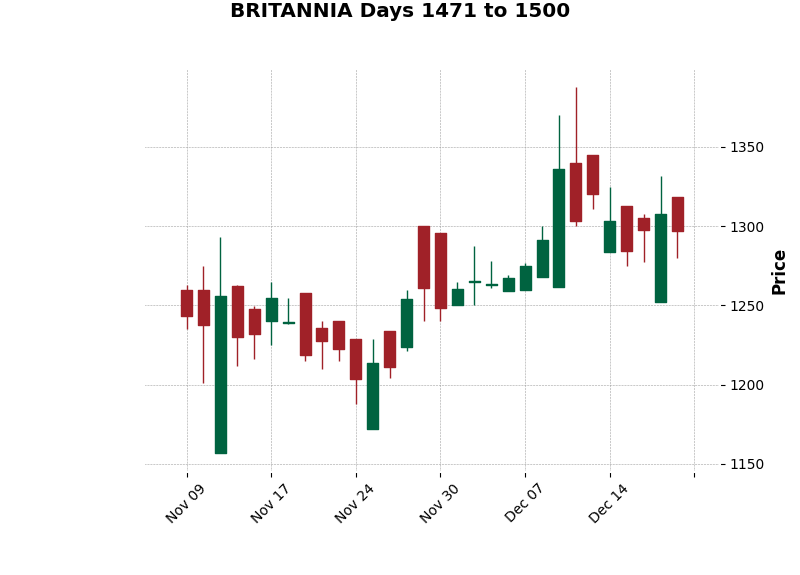 BRITANNIA Days 1471 to 1500
1350
1300
1250
1200
1150
Price
Nov 09
Nov 17
Nov 24
Nov 30
Dec 07
Dec 14